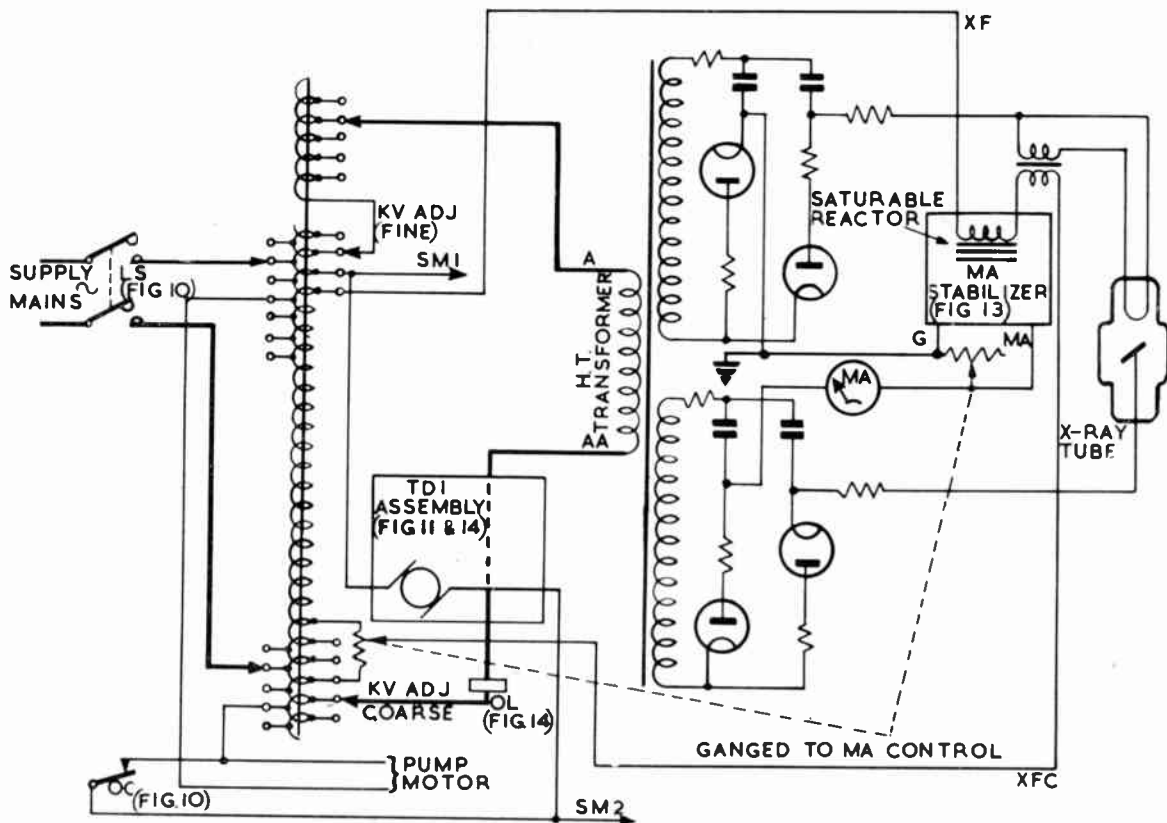 XF
KV ADJ
(FINE)
SM1
SUPPLY
MAINS
LS
(FIG 10)
A
H.T.
TRANSFORMER
AA
SATURABLE
REACTOR
MA
STABILIZER
(FIG 13)
G
MA
MA
X-RAY
TUBE
TD1
ASSEMBLY
(FIG 11 & 14)
KV ADJ
COARSE
OL
(FIG.14)
GANGED TO MA CONTROL
XFC
PUMP
MOTOR
OC (FIG.10)
SM2